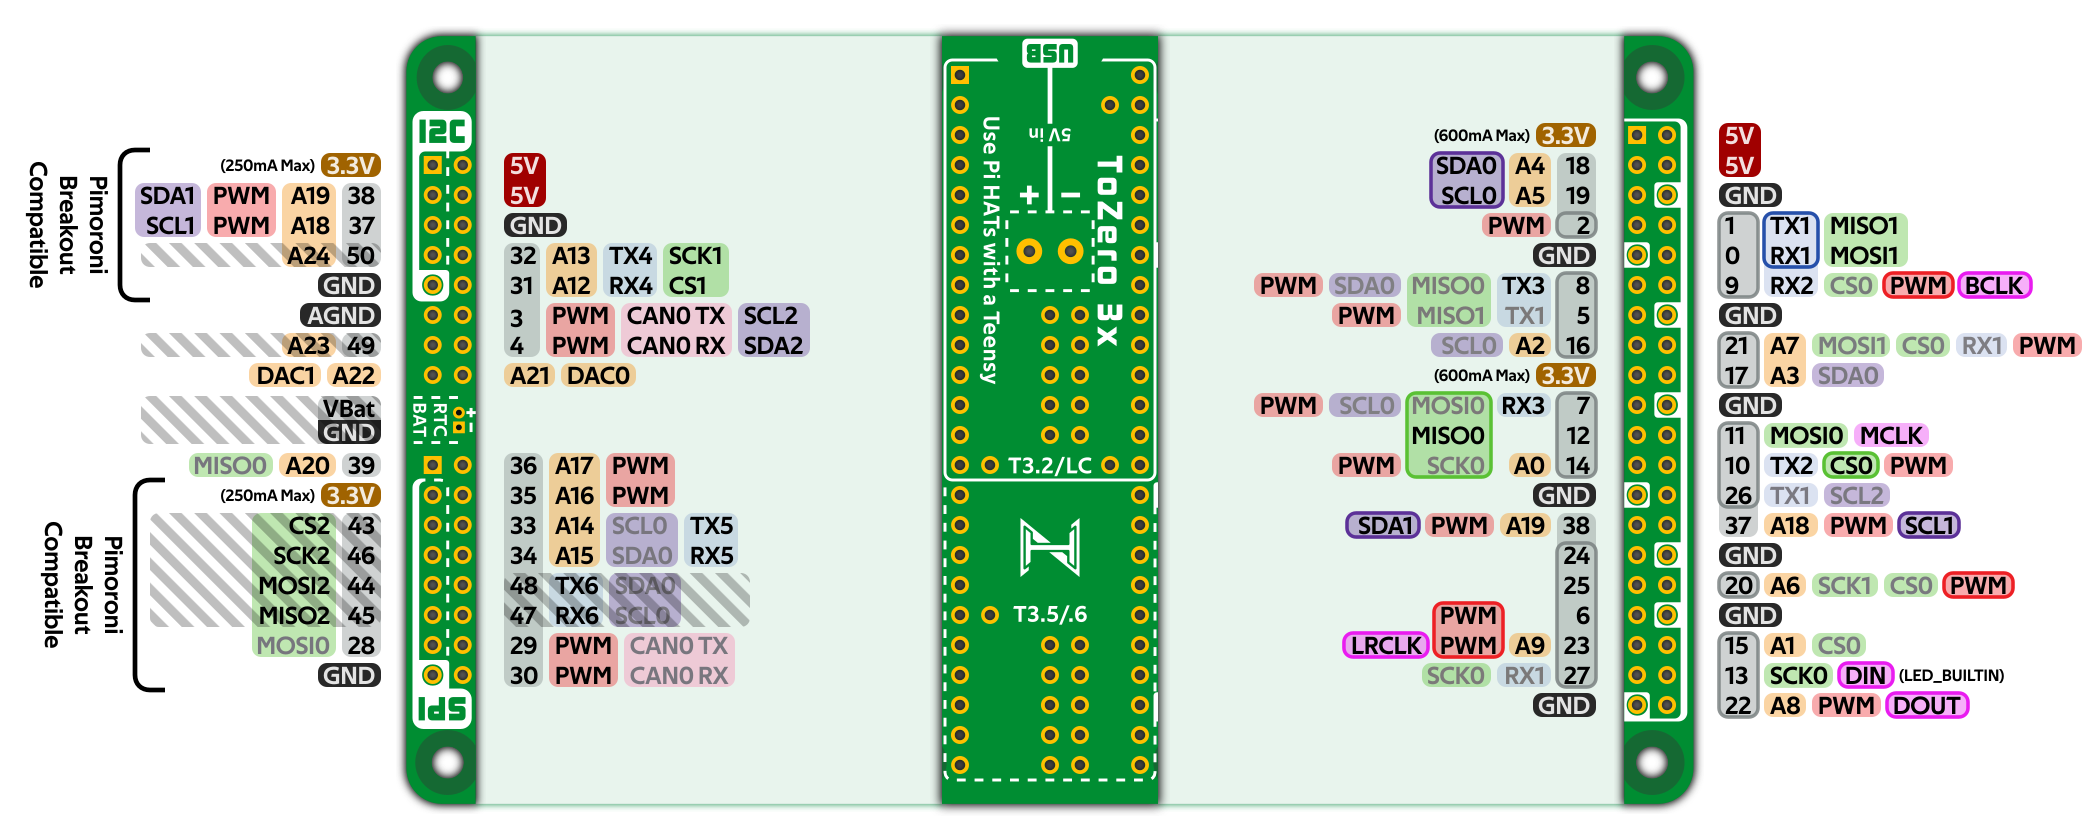 USB
5V in
+ −
Use Pi HATs with a Teensy
ToZero 3x
T3.2/LC
T3.5/.6
I2C
RTC
BAT
+
-
SPI
Pimoroni
Breakout
Compatible
(250mA Max) 3.3V
SDA1 PWM A19 38
SCL1 PWM A18 37
A24 50
GND
AGND
A23 49
DAC1 A22
VBat
GND
MISO0 A20 39
Pimoroni
Breakout
Compatible
(250mA Max) 3.3V
CS2 43
SCK2 46
MOSI2 44
MISO2 45
MOSI0 28
GND
5V
5V
GND
32 A13 TX4 SCK1
31 A12 RX4 CS1
3 PWM CAN0 TX SCL2
4 PWM CAN0 RX SDA2
A21 DAC0
36 A17 PWM
35 A16 PWM
33 A14 SCL0 TX5
34 A15 SDA0 RX5
48 TX6 SDA0
47 RX6 SCL0
29 PWM CAN0 TX
30 PWM CAN0 RX
(600mA Max) 3.3V
SDA0 A4 18
SCL0 A5 19
PWM 2
GND
PWM SDA0 MISO0 TX3 8
PWM MISO1 TX1 5
SCL0 A2 16
(600mA Max) 3.3V
PWM SCL0 MOSI0 RX3 7
MISO0 12
PWM SCK0 A0 14
GND
SDA1 PWM A19 38
24
25
PWM 6
LRCLK PWM A9 23
SCK0 RX1 27
GND
5V
5V
GND
1 TX1 MISO1
0 RX1 MOSI1
9 RX2 CS0 PWM BCLK
GND
21 A7 MOSI1 CS0 RX1 PWM
17 A3 SDA0
GND
11 MOSI0 MCLK
10 TX2 CS0 PWM
26 TX1 SCL2
37 A18 PWM SCL1
GND
20 A6 SCK1 CS0 PWM
GND
15 A1 CS0
13 SCK0 DIN (LED_BUILTIN)
22 A8 PWM DOUT